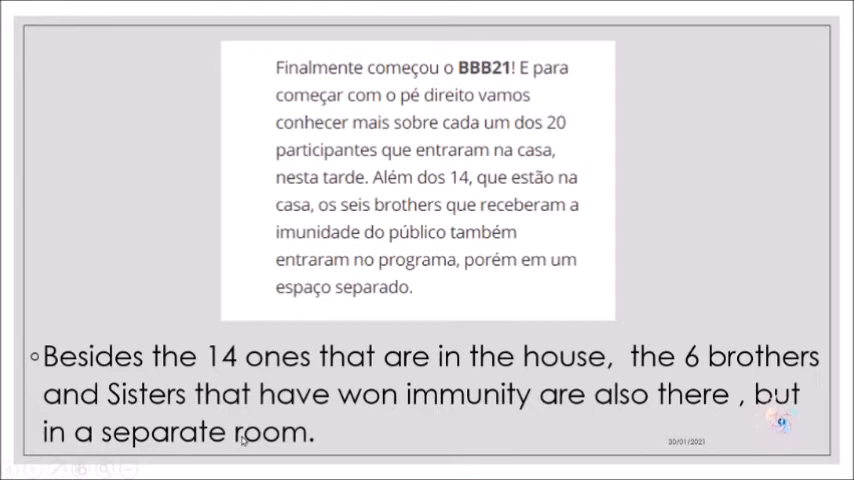 Finalmente começou o BBB21! E para
começar com o pé direito vamos
conhecer mais sobre cada um dos 20
participantes que entraram na casa,
nesta tarde. Além dos 14, que estão na
casa, os seis brothers que receberam a
imunidade do público também
entraram no programa, porém em um
espaço separado.
Besides the 14 ones that are in the house, the 6 brothers
and Sisters that have won immunity are also there , but
in a separate room.
30/01/2021